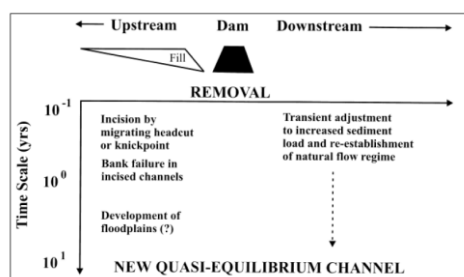 Upstream Dam Downstream
Fill
REMOVAL
Time Scale (yrs)
10-1
100
101
Incision by
migrating headcut
or knickpoint
Bank failure in
incised channels
Development of
floodplains (?)
Transient adjustment
to increased sediment
load and re-establishment
of natural flow regime
NEW QUASI-EQUILIBRIUM CHANNEL